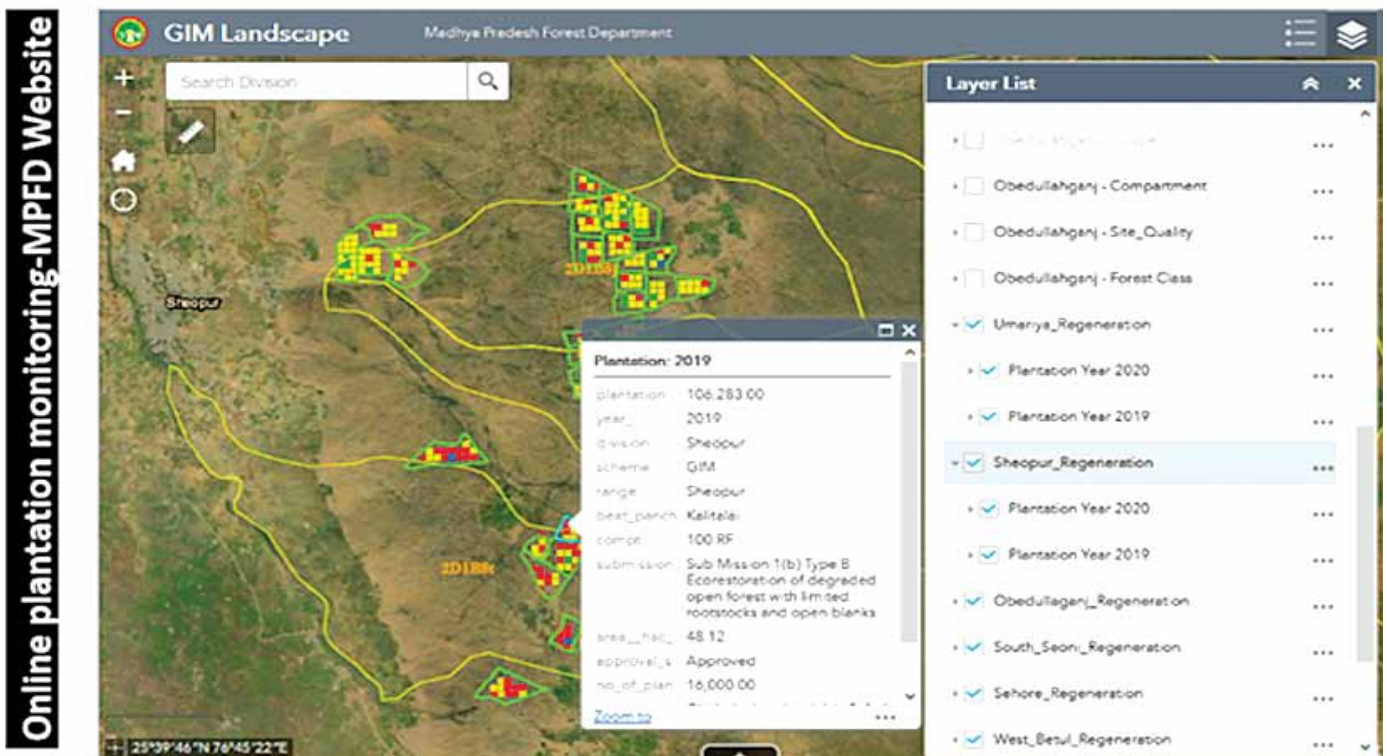 Online plantation monitoring-MPFD Website
GIM Landscape
Madhya Pradesh Forest Department
Search Division
Sheopur
2D1B8c
25°39'46"N 76°45'22"E
Plantation: 2019
plantation 106,283.00
year_ 2019
division Sheopur
scheme GIM
range Sheopur
beat_panch Kalitalai
compt 100 RF
submission Sub Mission 1(b) Type B
Ecorestoration of degraded
open forest with limited
rootstocks and open blanks
area__hac_ 48.12
approval_s Approved
no_of_plan 16,000.00
Zoom to
Layer List
Obedullahganj - Compartment
Obedullahganj - Site_Quality
Obedullahganj - Forest Class
Umariya_Regeneration
Plantation Year 2020
Plantation Year 2019
Sheopur_Regeneration
Plantation Year 2020
Plantation Year 2019
Obedullaganj_Regeneration
South_Seoni_Regeneration
Sehore_Regeneration
West_Betul_Regeneration